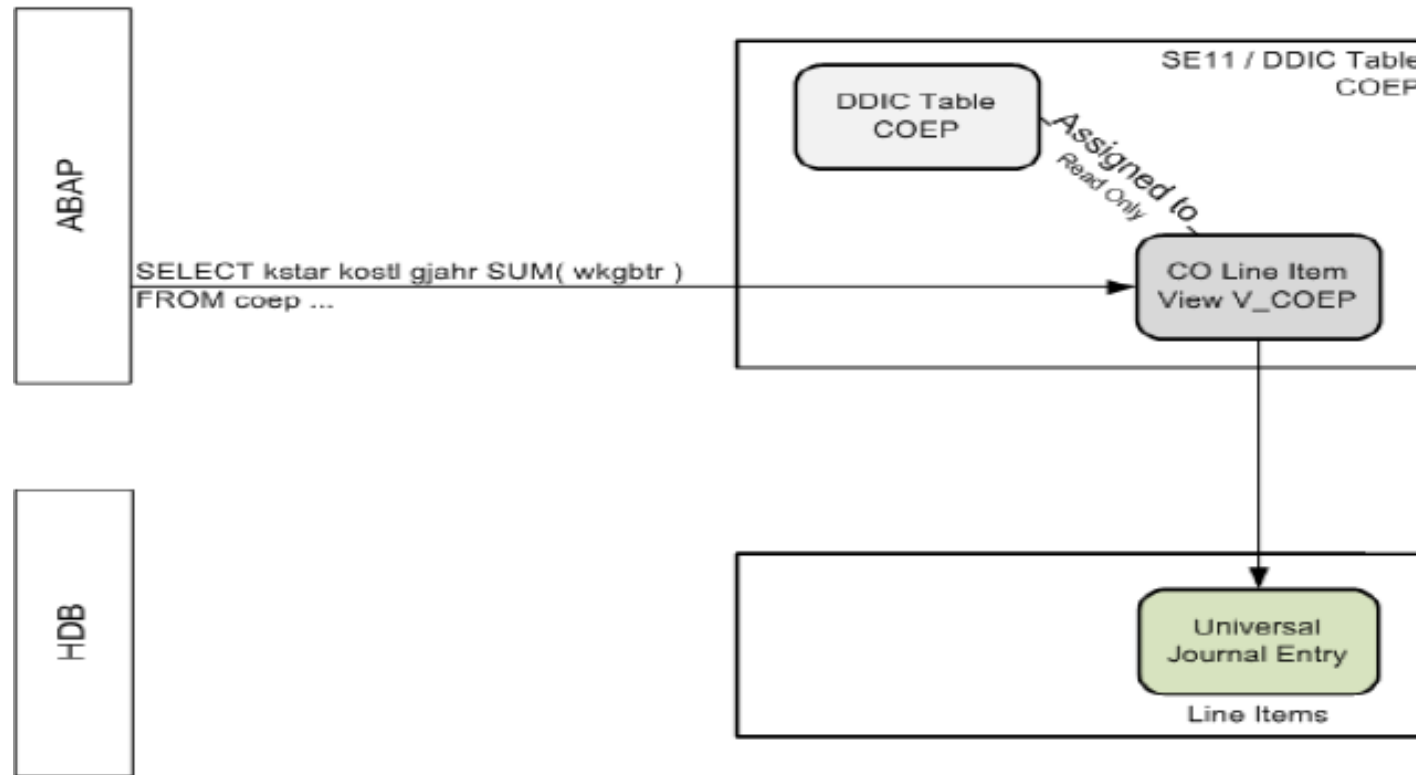 SE11 / DDIC Table
COEP
DDIC Table
COEP
Assigned to
Read Only
ABAP
SELECT kstar kostl gjahr SUM( wkgbtr )
FROM coep ...
CO Line Item
View V_COEP
HDB
Universal
Journal Entry
Line Items